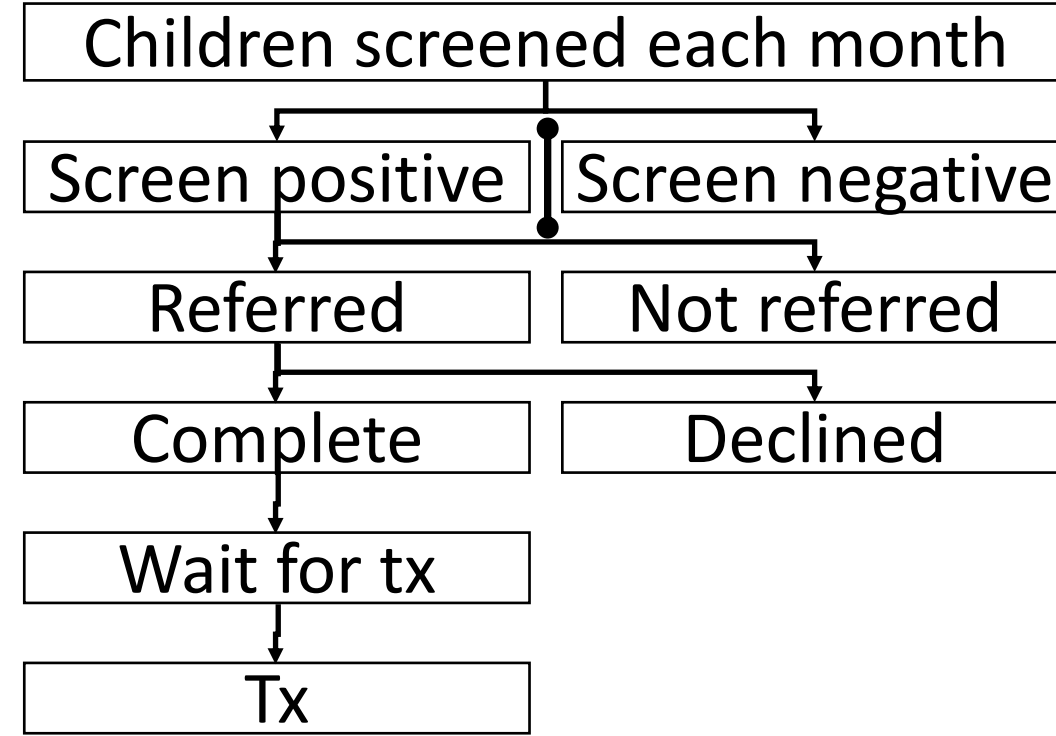 Children screened each month
Screen positive
Screen negative
Referred
Not referred
Complete
Declined
Wait for tx
Tx